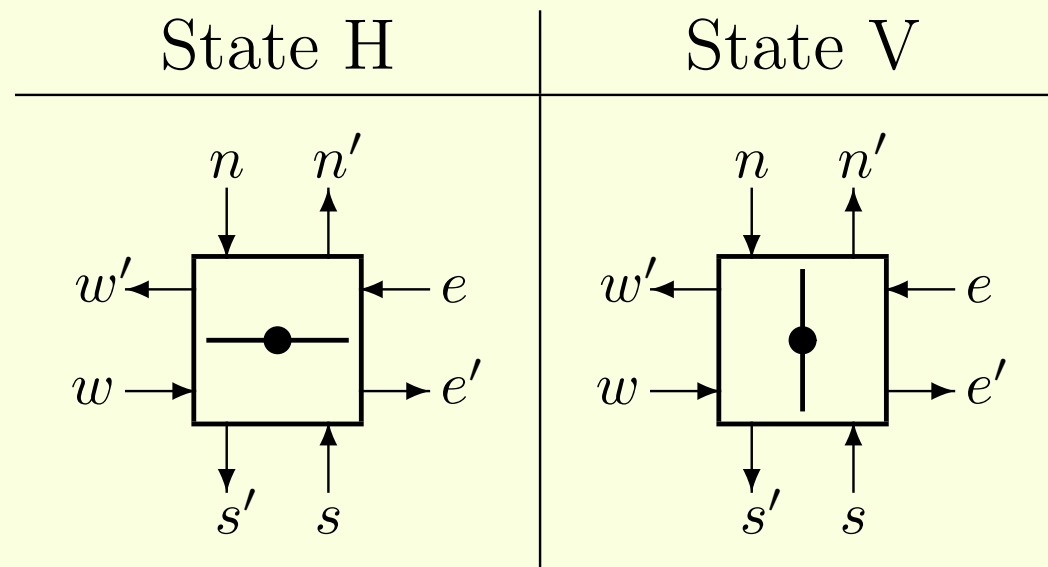 State H State V
n n′ n n′
w′ e w′ e
w e′ w e′
s′ s s′ s